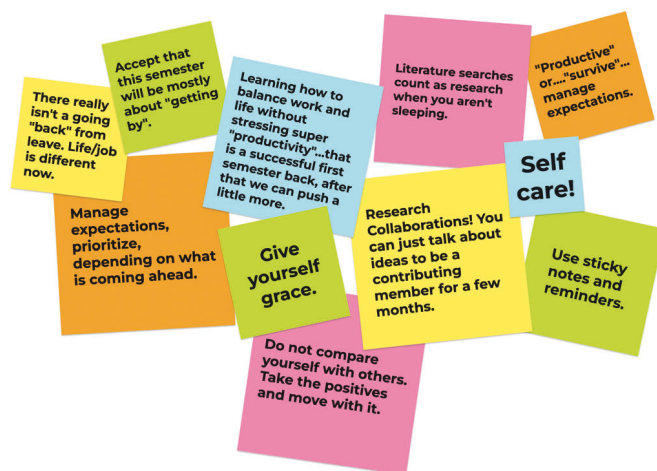 Accept that
this semester
will be mostly
about "getting
by".
There really
isn't a going
"back" from
leave. Life/job
is different
now.
Learning how to
balance work and
life without
stressing super
"productivity"...that
is a successful first
semester back, after
that we can push a
little more.
Literature searches
count as research
when you aren't
sleeping.
"Productive"
or...."survive"...
manage
expectations.
Self
care!
Manage
expectations,
prioritize,
depending on what
is coming ahead.
Give
yourself
grace.
Research
Collaborations! You
can just talk about
ideas to be a
contributing
member for a few
months.
Use sticky
notes and
reminders.
Do not compare
yourself with others.
Take the positives
and move with it.